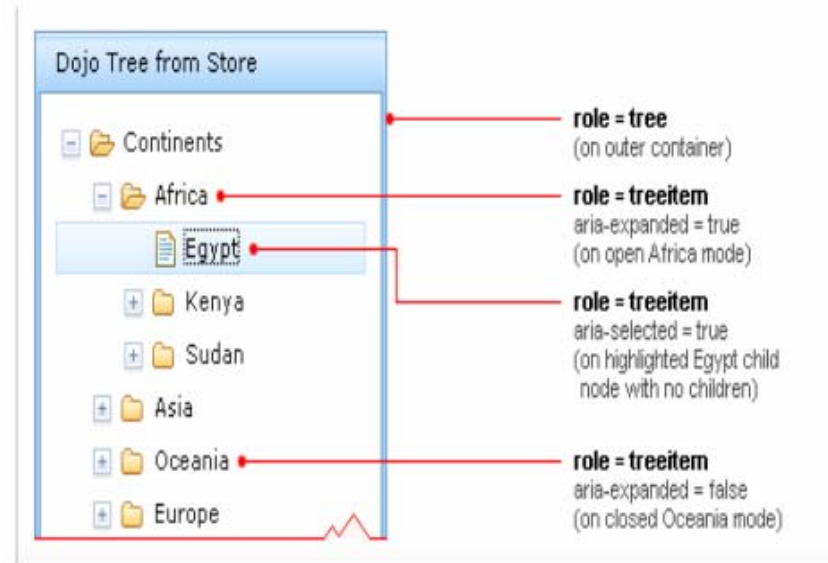 Dojo Tree from Store
Continents
Africa
Egypt
Kenya
Sudan
Asia
Oceania
Europe
role = tree
(on outer container)
role = treeitem
aria-expanded = true
(on open Africa mode)
role = treeitem
aria-selected = true
(on highlighted Egypt child
node with no children)
role = treeitem
aria-expanded = false
(on closed Oceania mode)